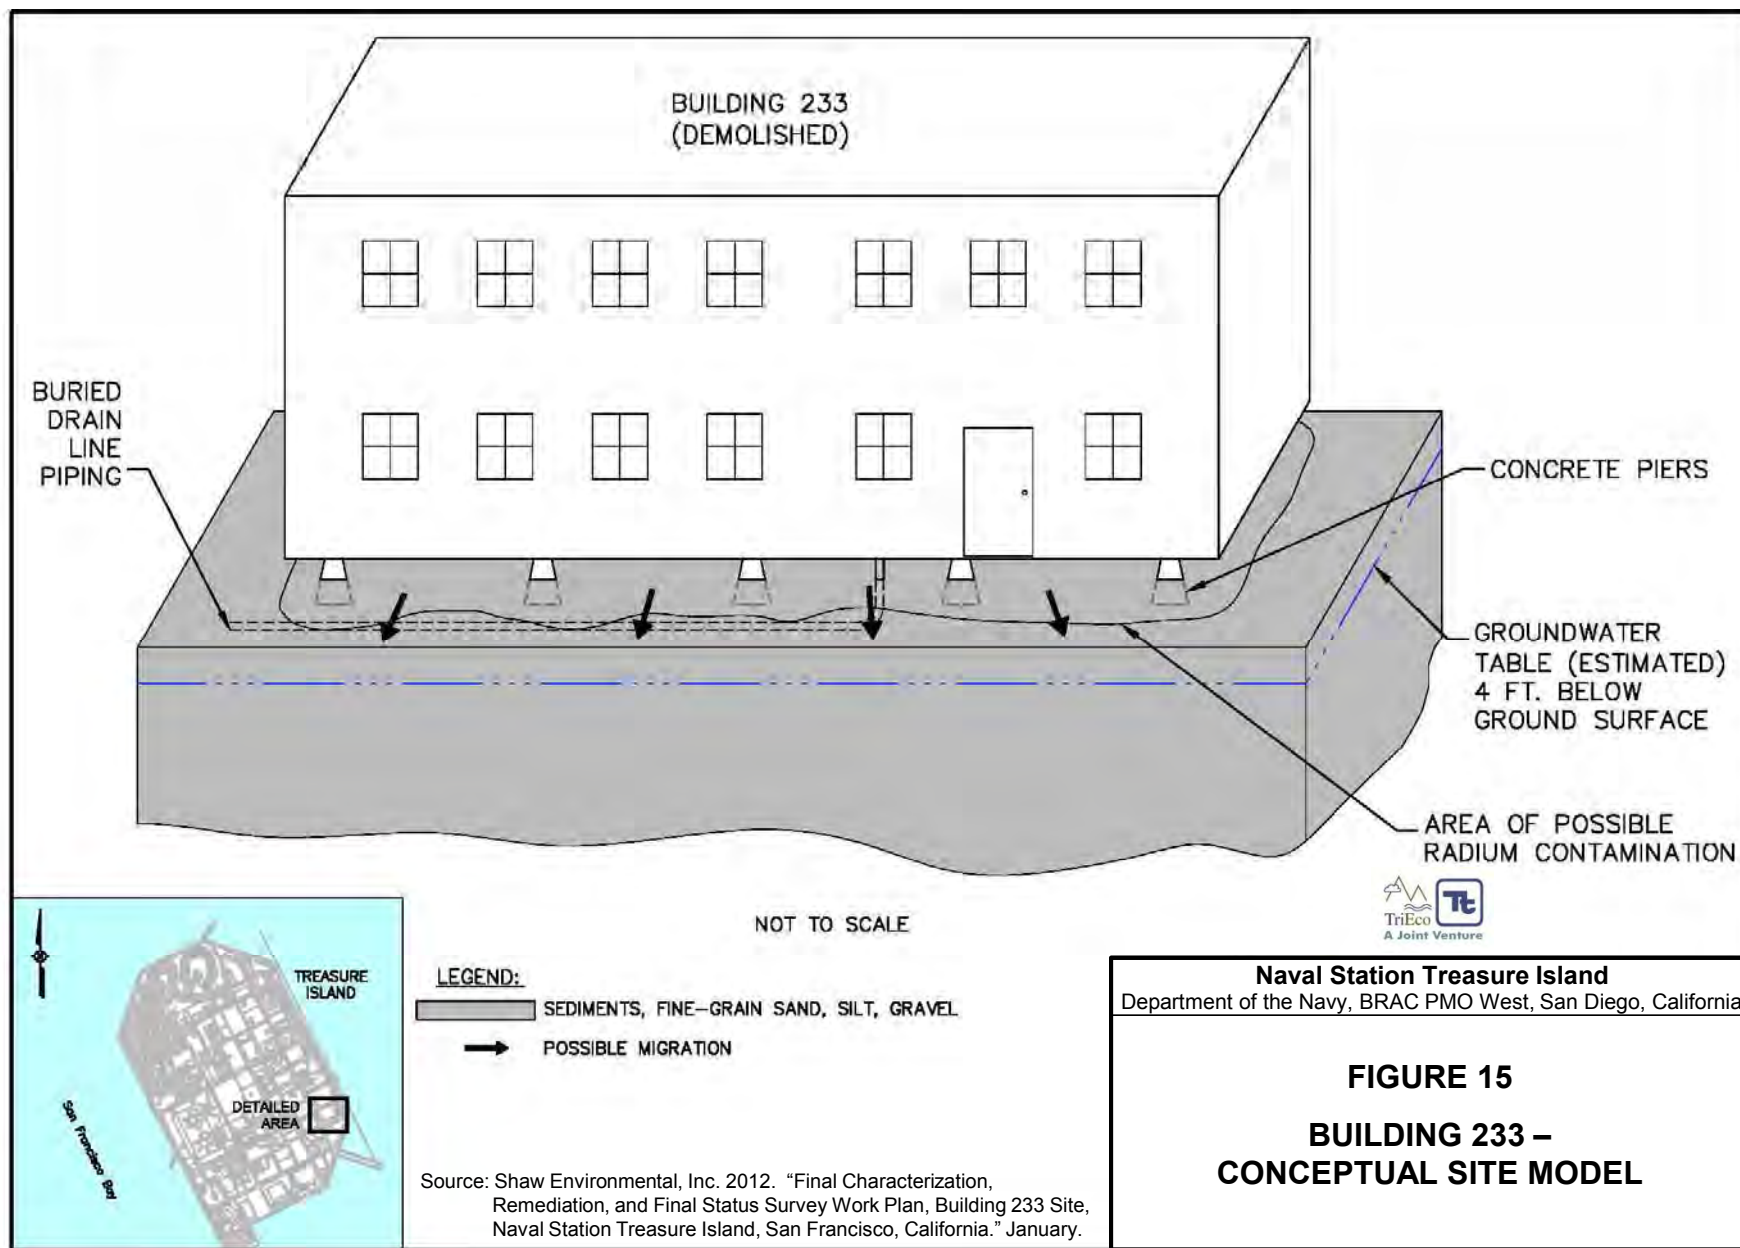 BUILDING 233
(DEMOLISHED)
BURIED
DRAIN
LINE
PIPING
CONCRETE PIERS
GROUNDWATER
TABLE (ESTIMATED)
4 FT. BELOW
GROUND SURFACE
AREA OF POSSIBLE
RADIUM CONTAMINATION
TriEco
Tt
A Joint Venture
NOT TO SCALE
TREASURE
ISLAND
DETAILED
AREA
San Francisco Bay
LEGEND:
SEDIMENTS, FINE-GRAIN SAND, SILT, GRAVEL
POSSIBLE MIGRATION
Source: Shaw Environmental, Inc. 2012. “Final Characterization,
Remediation, and Final Status Survey Work Plan, Building 233 Site,
Naval Station Treasure Island, San Francisco, California.” January.
Naval Station Treasure Island
Department of the Navy, BRAC PMO West, San Diego, California
FIGURE 15
BUILDING 233 –
CONCEPTUAL SITE MODEL